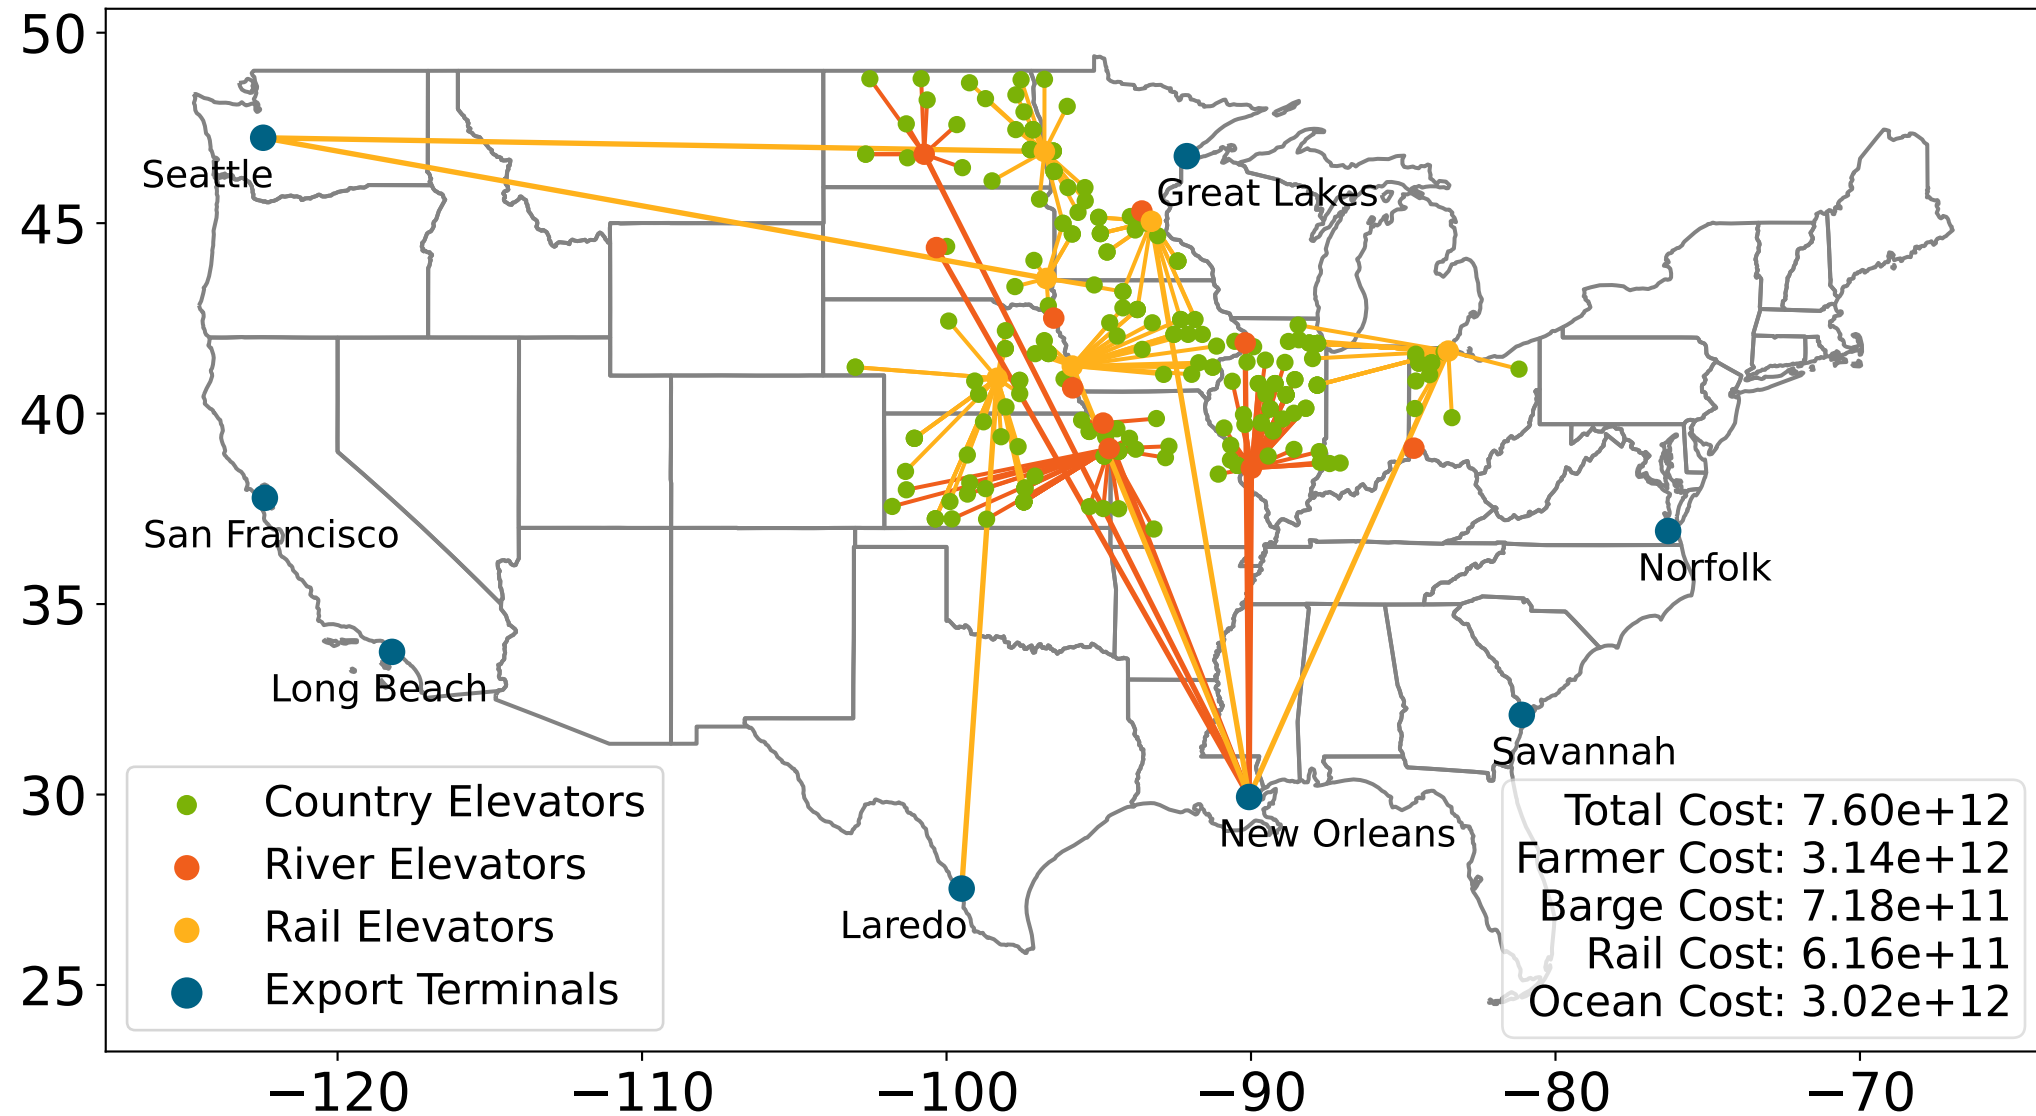 50
45
40
35
30
25
Seattle
Great Lakes
San Francisco
Norfolk
Long Beach
Savannah
New Orleans
Laredo
Country Elevators
River Elevators
Rail Elevators
Export Terminals
Total Cost: 7.60e+12
Farmer Cost: 3.14e+12
Barge Cost: 7.18e+11
Rail Cost: 6.16e+11
Ocean Cost: 3.02e+12
−120 −110 −100 −90 −80 −70